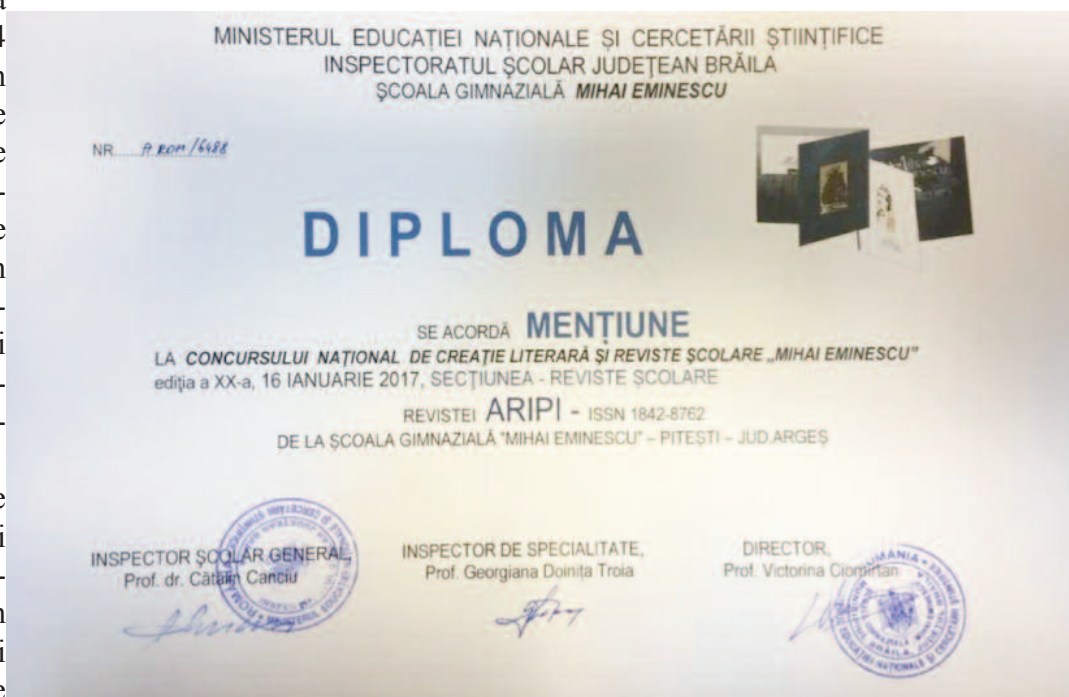 MINISTERUL EDUCAȚIEI NAȚIONALE ȘI CERCETĂRII ȘTIINȚIFICE
INSPECTORATUL ȘCOLAR JUDEȚEAN BRĂILA
ȘCOALA GIMNAZIALĂ MIHAI EMINESCU
NR. A ROM/6488
DIPLOMA
SE ACORDĂ MENȚIUNE
LA CONCURSULUI NAȚIONAL DE CREAȚIE LITERARĂ ȘI REVISTE ȘCOLARE „MIHAI EMINESCU”
ediția a XX-a, 16 IANUARIE 2017, SECȚIUNEA - REVISTE ȘCOLARE
REVISTEI ARIPI - ISSN 1842-8762
DE LA ȘCOALA GIMNAZIALĂ "MIHAI EMINESCU" – PITEȘTI – JUD.ARGEȘ
INSPECTOR ȘCOLAR GENERAL,
Prof. dr. Cătălin Canciu
INSPECTOR DE SPECIALITATE,
Prof. Georgiana Doinița Troia
DIRECTOR,
Prof. Victorina Ciomîrtan